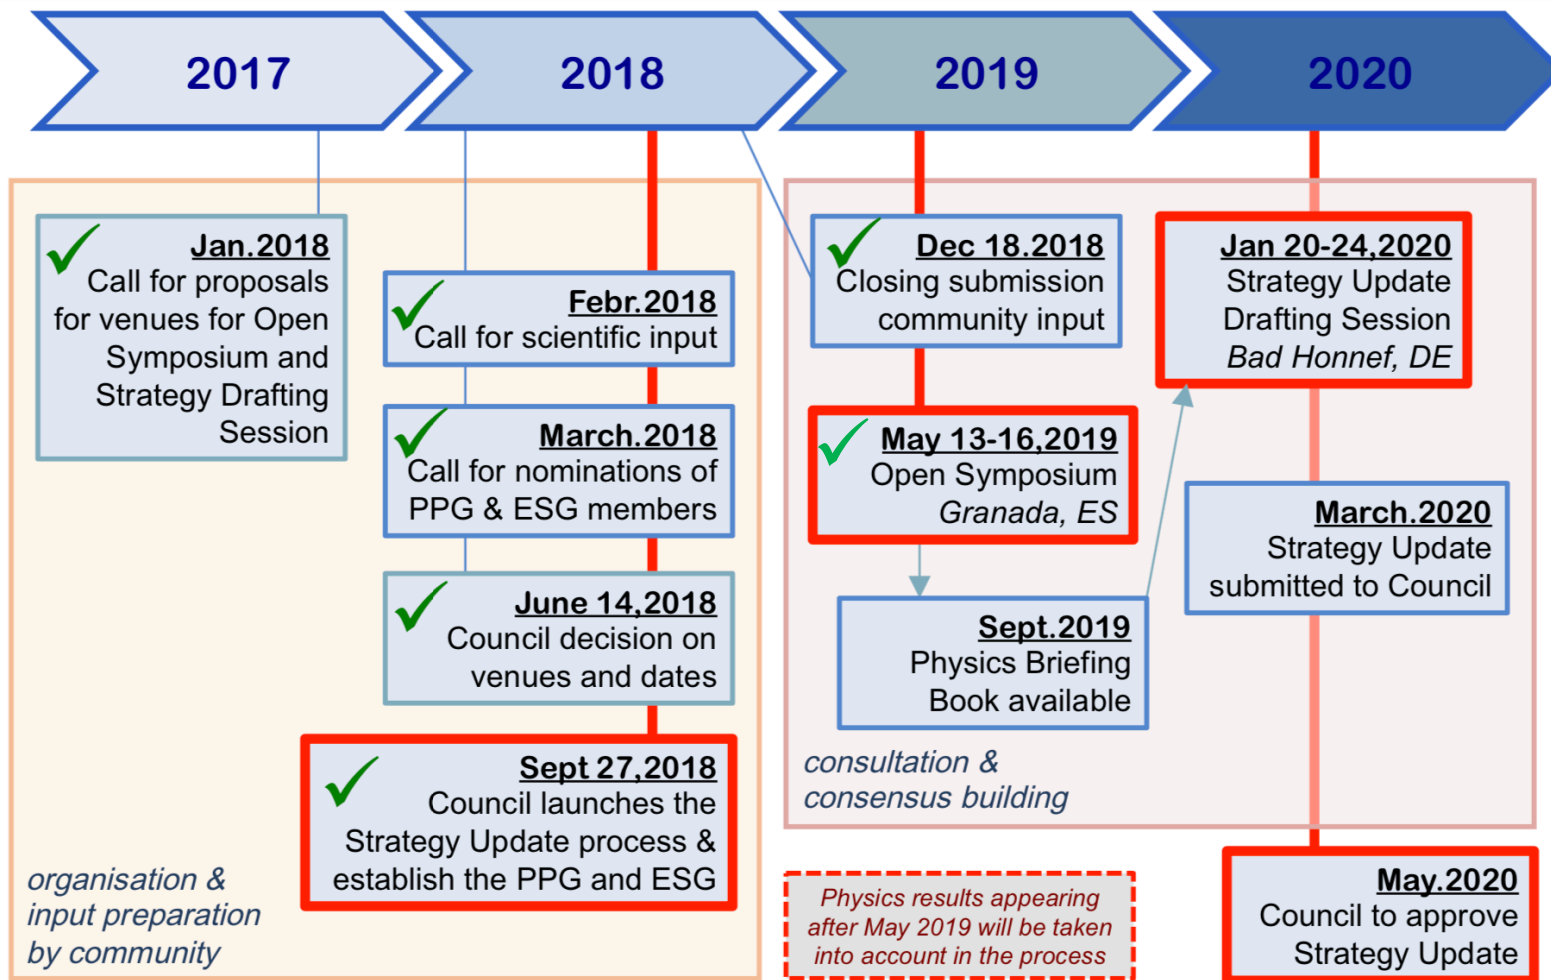 2017
2018
2019
2020
Jan.2018
Call for proposals
for venues for Open
Symposium and
Strategy Drafting
Session
Febr.2018
Call for scientific input
March.2018
Call for nominations of
PPG & ESG members
June 14,2018
Council decision on
venues and dates
Sept 27,2018
Council launches the
Strategy Update process &
establish the PPG and ESG
organisation &
input preparation
by community
Dec 18.2018
Closing submission
community input
May 13-16,2019
Open Symposium
Granada, ES
Sept.2019
Physics Briefing
Book available
Jan 20-24,2020
Strategy Update
Drafting Session
Bad Honnef, DE
March.2020
Strategy Update
submitted to Council
consultation &
consensus building
Physics results appearing
after May 2019 will be taken
into account in the process
May.2020
Council to approve
Strategy Update